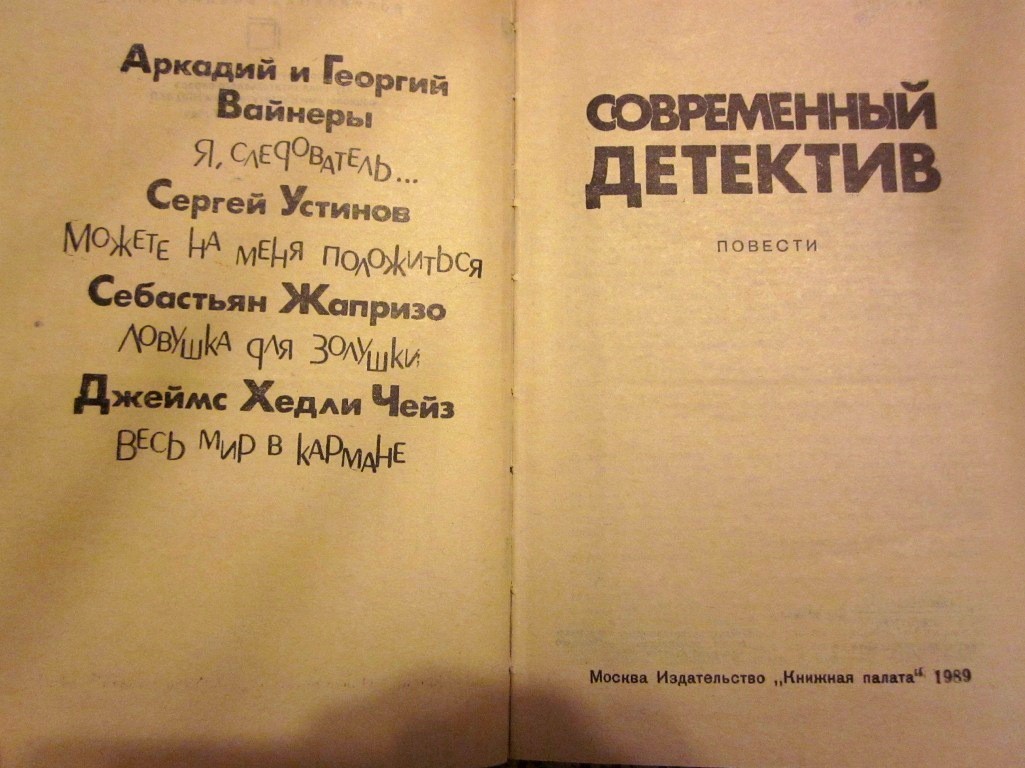 Аркадий и Георгий
Вайнеры
Я, следователь...
Сергей Устинов
Можете на меня положиться
Себастьян Жапризо
Ловушка для Золушки
Джеймс Хедли Чейз
Весь мир в кармане
СОВРЕМЕННЫЙ
ДЕТЕКТИВ
ПОВЕСТИ
Москва Издательство „Книжная палата“ 1989